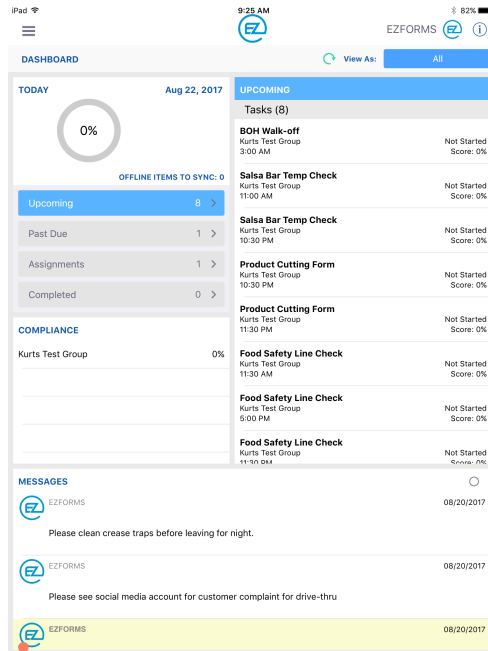 iPad 9:25 AM 82%
EZ
EZFORMS EZ i
DASHBOARD View As: All
TODAY Aug 22, 2017
0%
OFFLINE ITEMS TO SYNC: 0
Upcoming 8
Past Due 1
Assignments 1
Completed 0
COMPLIANCE
Kurts Test Group 0%
UPCOMING
Tasks (8)
BOH Walk-off
Kurts Test Group Not Started
3:00 AM Score: 0%
Salsa Bar Temp Check
Kurts Test Group Not Started
11:00 AM Score: 0%
Salsa Bar Temp Check
Kurts Test Group Not Started
10:30 PM Score: 0%
Product Cutting Form
Kurts Test Group Not Started
10:30 PM Score: 0%
Product Cutting Form
Kurts Test Group Not Started
11:30 PM Score: 0%
Food Safety Line Check
Kurts Test Group Not Started
11:30 AM Score: 0%
Food Safety Line Check
Kurts Test Group Not Started
5:00 PM Score: 0%
Food Safety Line Check
Kurts Test Group Not Started
11:30 PM Score: 0%
MESSAGES
EZ EZFORMS 08/20/2017
Please clean crease traps before leaving for night.
EZ EZFORMS 08/20/2017
Please see social media account for customer complaint for drive-thru
EZ EZFORMS 08/20/2017